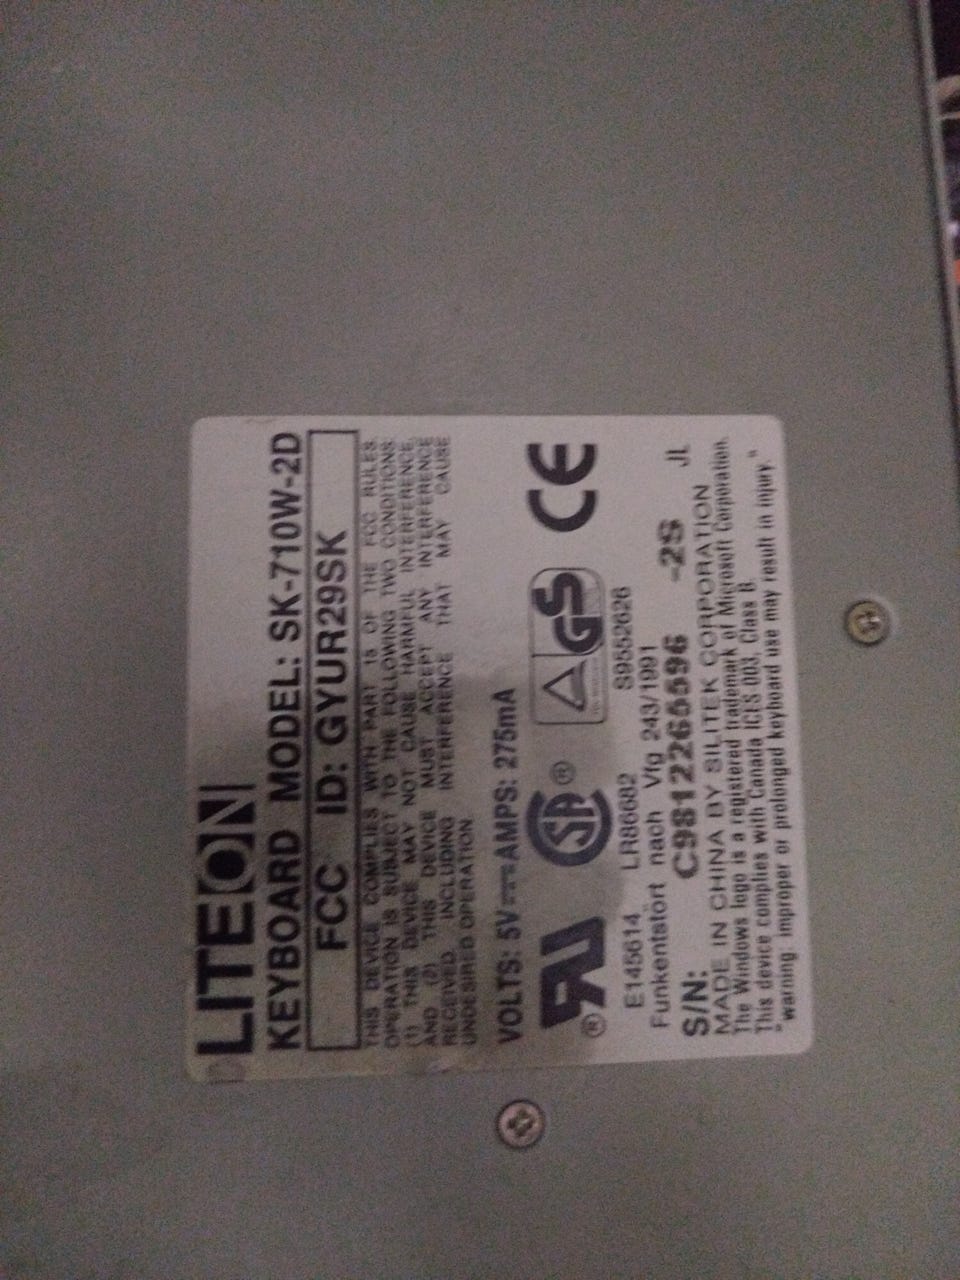 LITEON
KEYBOARD MODEL: SK-710W-2D
FCC ID: GYUR29SK
THIS DEVICE COMPLIES WITH PART 15 OF THE FCC RULES.
OPERATION IS SUBJECT TO THE FOLLOWING TWO CONDITIONS:
(1) THIS DEVICE MAY NOT CAUSE HARMFUL INTERFERENCE,
AND (2) THIS DEVICE MUST ACCEPT ANY INTERFERENCE
RECEIVED INCLUDING INTERFERENCE THAT MAY CAUSE
UNDESIRED OPERATION.
VOLTS: 5V⎓AMPS: 275mA
® SA ® GS CE
E145614 LR86682 S9552626
Funkentstört nach Vfg 243/1991
S/N: C9812265596 -2S JL
MADE IN CHINA BY SILITEK CORPORATION
The Windows logo is a registered trademark of Microsoft Corporation.
This device complies with Canada ICES 003, Class B.
"warning: improper or prolonged keyboard use may result in injury."